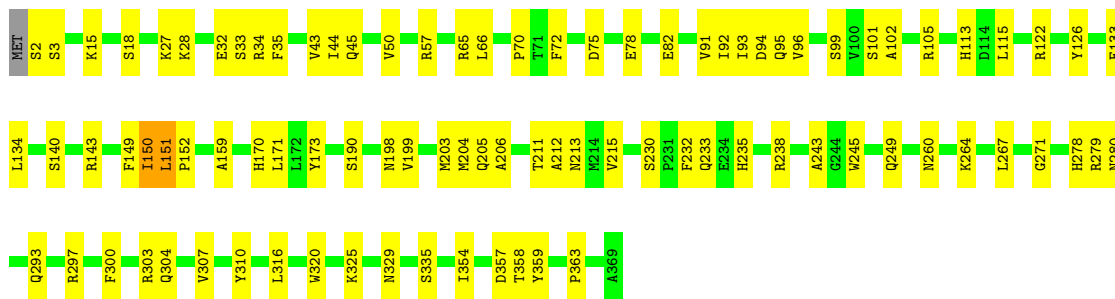 MET S2 S3 K15 S18 K27 K28 E32 S33 R34 F35 V43 I44 Q45 V50 R57 R65 L66 P70 T71 F72 D75 E78 E82 V91 I92 I93 D94 Q95 V96 S99 V100 S101 A102 R105 H113 D114 L115 R122 Y126
L134 S140 R143 F149 I150 L151 P152 A159 H170 L171 L172 Y173 S190 N198 V199 M203 M204 Q205 A206 T211 A212 N213 M214 V215 S230 P231 F232 Q233 E234 H235 R238 A243 G244 W245 Q249 N260 K264 L267 G271 H278 R279
Q293 R297 F300 R303 Q304 V307 Y310 L316 W320 K325 N329 S335 I354 D357 T358 Y359 P363 A369